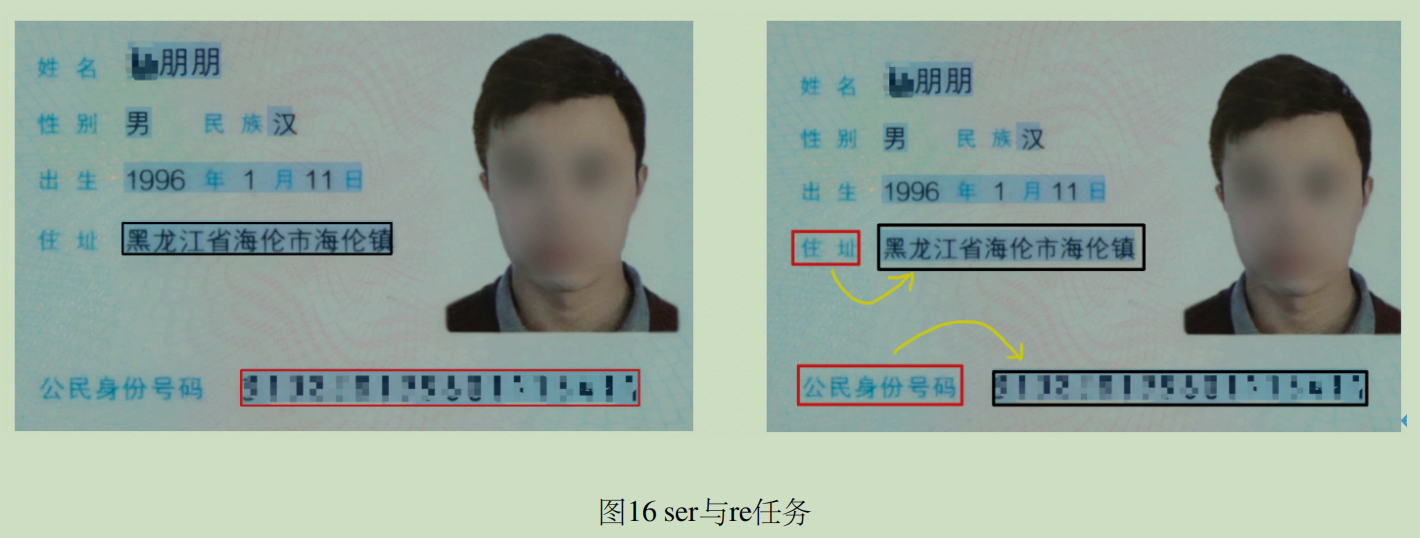 姓名 朋朋
性别 男 民族 汉
出生 1996 年 1 月 11 日
住址 黑龙江省海伦市海伦镇
公民身份号码
姓名 朋朋
性别 男 民族 汉
出生 1996 年 1 月 11 日
住址 黑龙江省海伦市海伦镇
公民身份号码
图16 ser与re任务